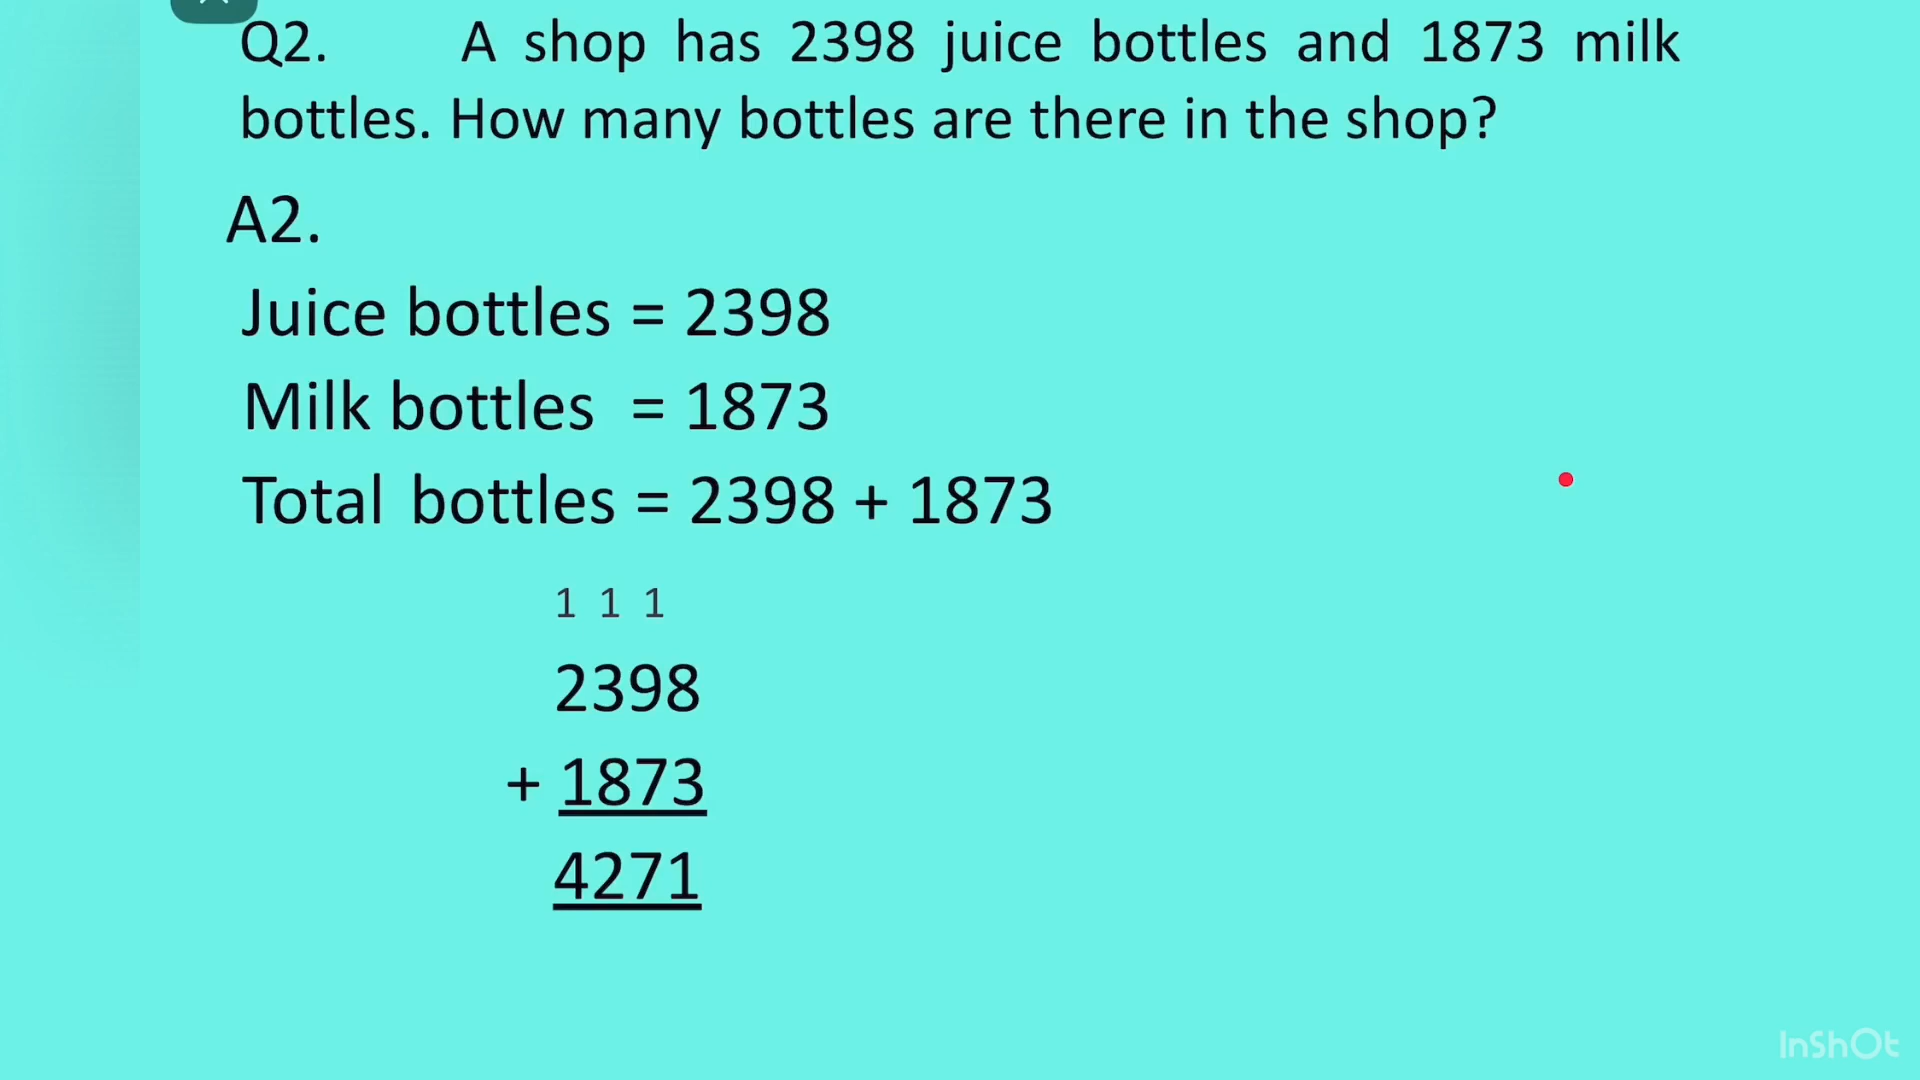 Q2. A shop has 2398 juice bottles and 1873 milk
bottles. How many bottles are there in the shop?
A2.
Juice bottles = 2398
Milk bottles = 1873
Total bottles = 2398 + 1873
1 1 1
2398
+ 1873
4271
InShOt